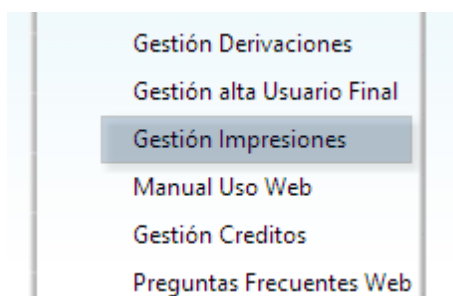 Gestión Derivaciones
Gestión alta Usuario Final
Gestión Impresiones
Manual Uso Web
Gestión Creditos
Preguntas Frecuentes Web